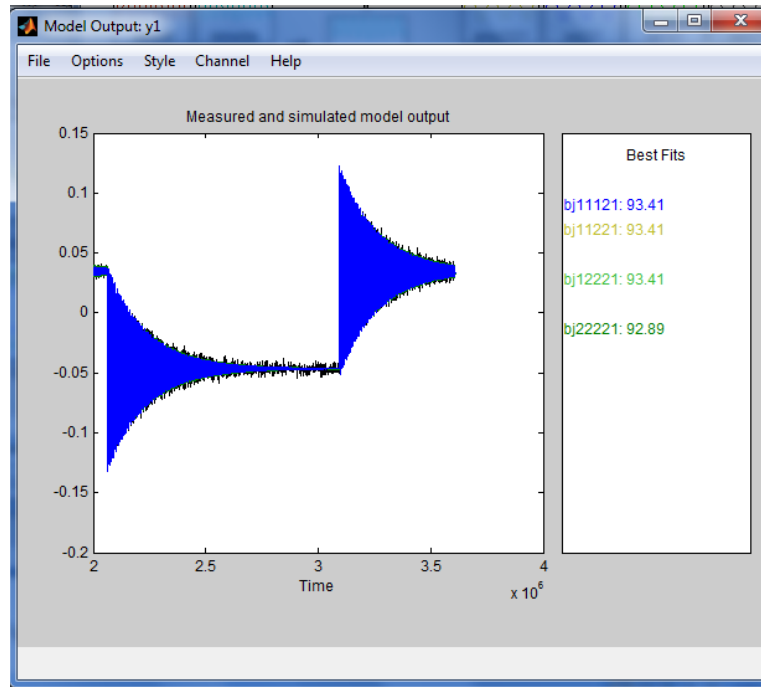 Model Output: y1
File Options Style Channel Help
Measured and simulated model output
0.15
0.1
0.05
0
-0.05
-0.1
-0.15
-0.2
2 2.5 3 3.5 4
Time
x 10^6
Best Fits
bj11121: 93.41
bj11221: 93.41
bj12221: 93.41
bj22221: 92.89